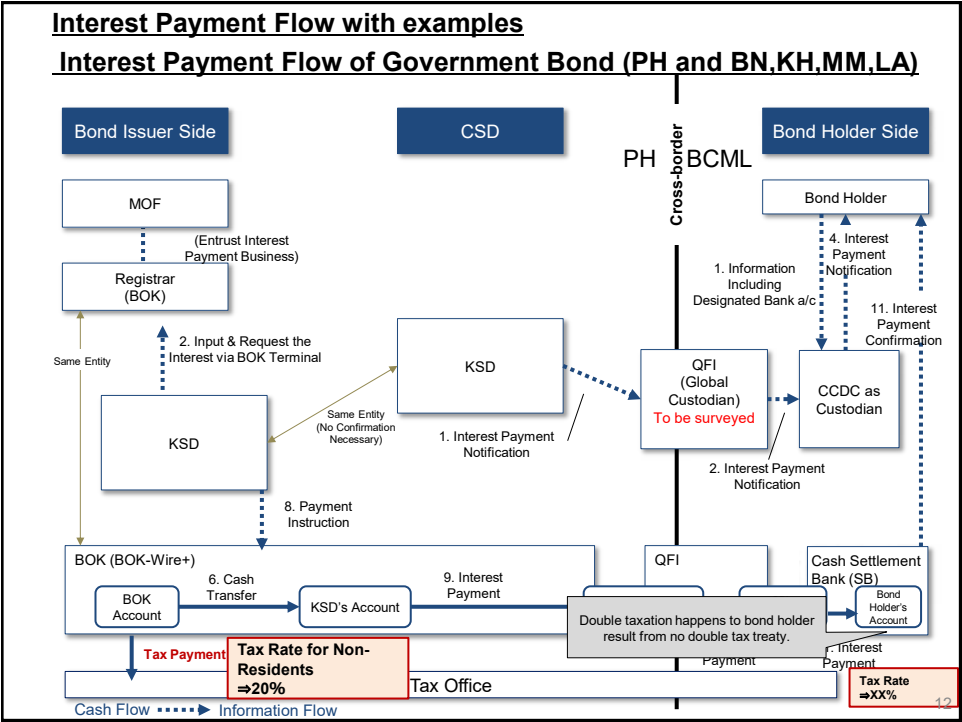 Interest Payment Flow with examples
Interest Payment Flow of Government Bond (PH and BN,KH,MM,LA)
Bond Issuer Side
CSD
Bond Holder Side
PH
Cross-border
BCML
MOF
(Entrust Interest
Payment Business)
Registrar
(BOK)
Bond Holder
4. Interest
Payment
Notification
1. Information
Including
Designated Bank a/c
11. Interest
Payment
Confirmation
Same Entity
2. Input & Request the
Interest via BOK Terminal
KSD
KSD
Same Entity
(No Confirmation
Necessary)
1. Interest Payment
Notification
QFI
(Global
Custodian)
To be surveyed
CCDC as
Custodian
2. Interest Payment
Notification
8. Payment
Instruction
BOK (BOK-Wire+)
QFI
Cash Settlement
Bank (SB)
BOK
Account
6. Cash
Transfer
KSD's Account
9. Interest
Payment
Bond
Holder's
Account
Double taxation happens to bond holder
result from no double tax treaty.
Payment
. Interest
Payment
Tax Payment
Tax Rate for Non-
Residents
⇒20%
Tax Office
Tax Rate
⇒XX%
Cash Flow
Information Flow
12